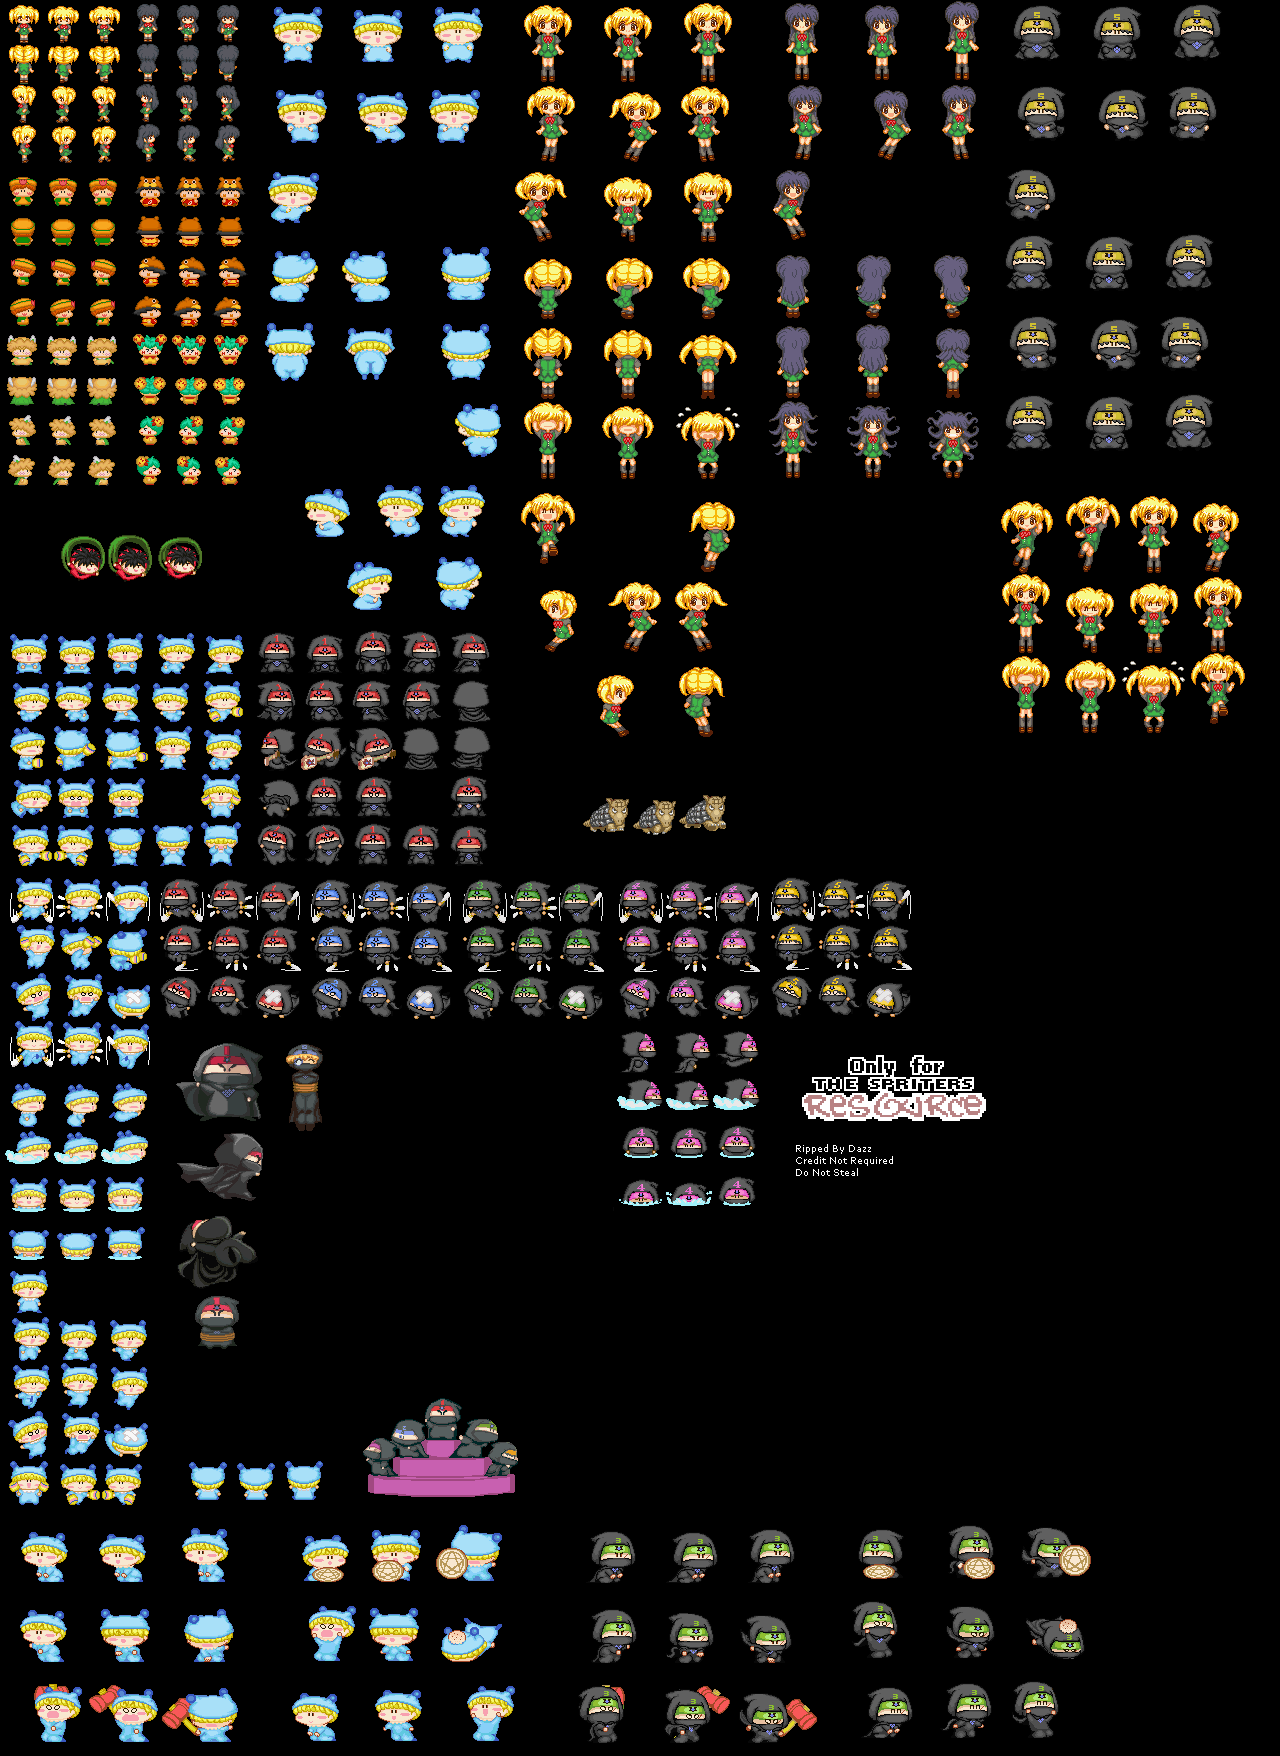 Only for
THE SPRITERS
RESOURCE
Ripped By Dazz
Credit Not Required
Do Not Steal